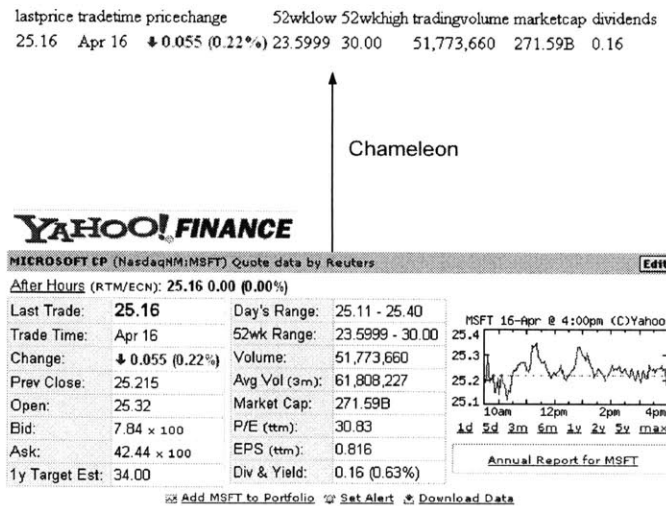 lastprice tradetime pricechange 52wklow 52wkhigh tradingvolume marketcap dividends
25.16 Apr 16 ↓0.055 (0.22%) 23.5999 30.00 51,773,660 271.59B 0.16
Chameleon
YAHOO! FINANCE
MICROSOFT CP (NasdaqNM:MSFT) Quote data by Reuters Edit
After Hours (RTM/ECN): 25.16 0.00 (0.00%)
Last Trade: 25.16 Day's Range: 25.11 - 25.40
Trade Time: Apr 16 52wk Range: 23.5999 - 30.00
Change: ↓0.055 (0.22%) Volume: 51,773,660
Prev Close: 25.215 Avg Vol (3m): 61,808,227
Open: 25.32 Market Cap: 271.59B
Bid: 7.84 x 100 P/E (ttm): 30.83
Ask: 42.44 x 100 EPS (ttm): 0.816
1y Target Est: 34.00 Div & Yield: 0.16 (0.63%)
MSFT 16-Apr @ 4:00pm (C)Yahoo
25.4
25.3
25.2
25.1
10am 12pm 2pm 4pm
1d 5d 3m 6m 1y 2y 5y max
Annual Report for MSFT
Add MSFT to Portfolio Set Alert Download Data